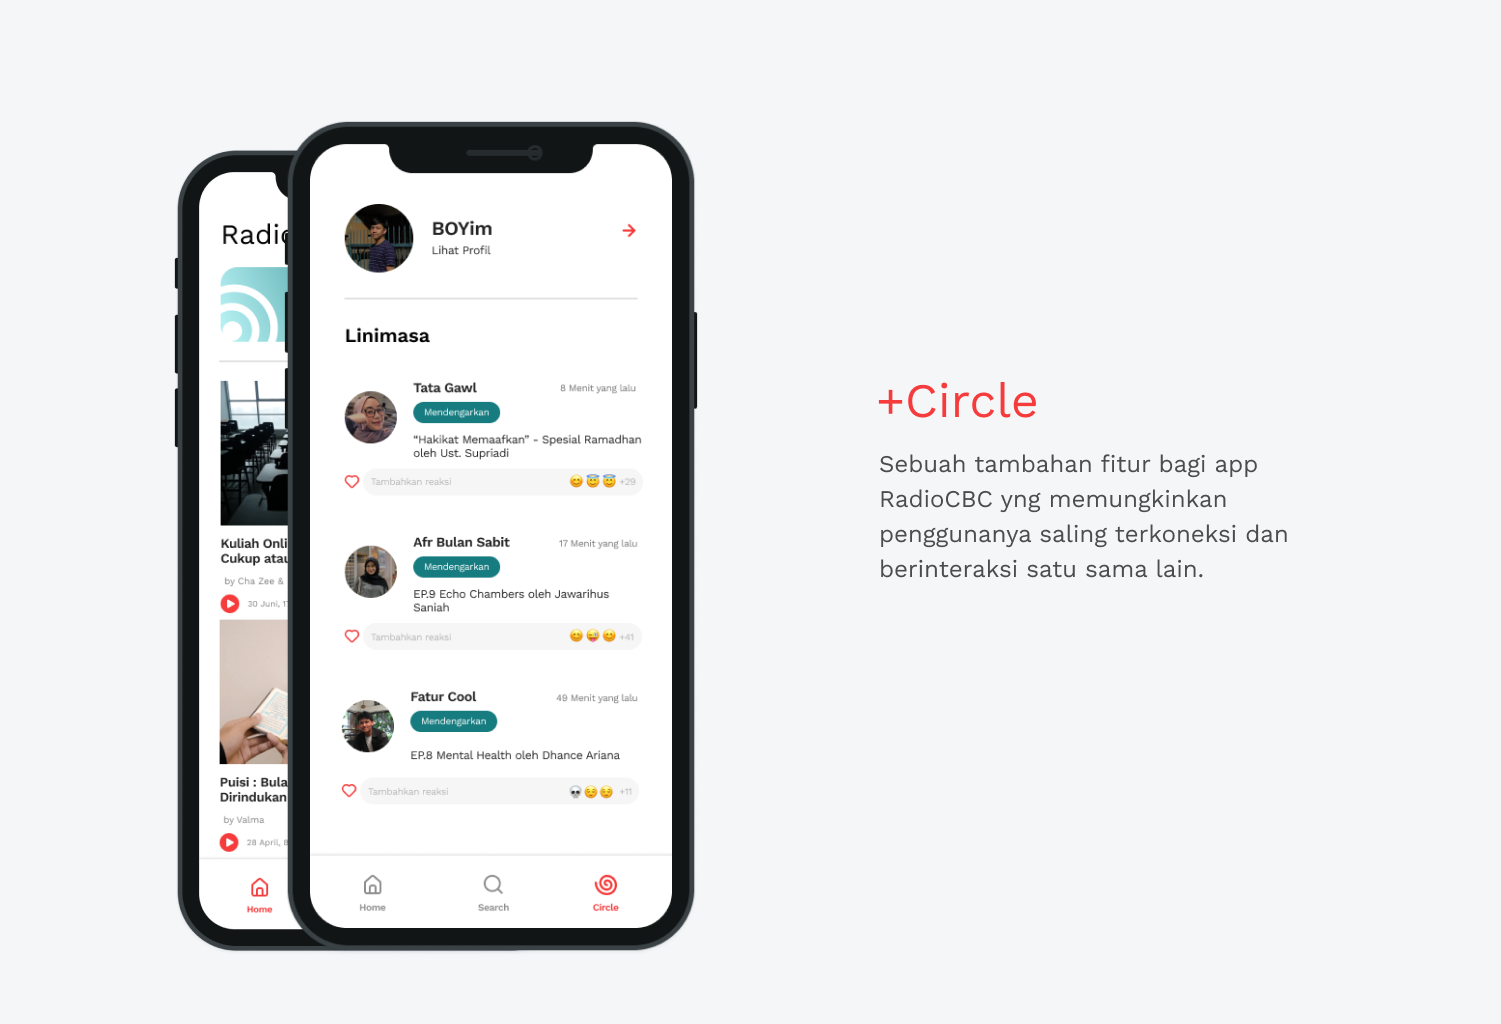 Radio
Kuliah Onli
Cukup atau
by Cha Zee &
30 Juni, 1
Puisi : Bula
Dirindukan
by Valma
28 April,
Home
BOYim
Lihat Profil
Linimasa
Tata Gawl
8 Menit yang lalu
Mendengarkan
“Hakikat Memaafkan” - Spesial Ramadhan
oleh Ust. Supriadi
Tambahkan reaksi
+29
Afr Bulan Sabit
17 Menit yang lalu
Mendengarkan
EP.9 Echo Chambers oleh Jawarihus
Saniah
Tambahkan reaksi
+41
Fatur Cool
49 Menit yang lalu
Mendengarkan
EP.8 Mental Health oleh Dhance Ariana
Tambahkan reaksi
+11
Home
Search
Circle
+Circle
Sebuah tambahan fitur bagi app
RadioCBC yng memungkinkan
penggunanya saling terkoneksi dan
berinteraksi satu sama lain.